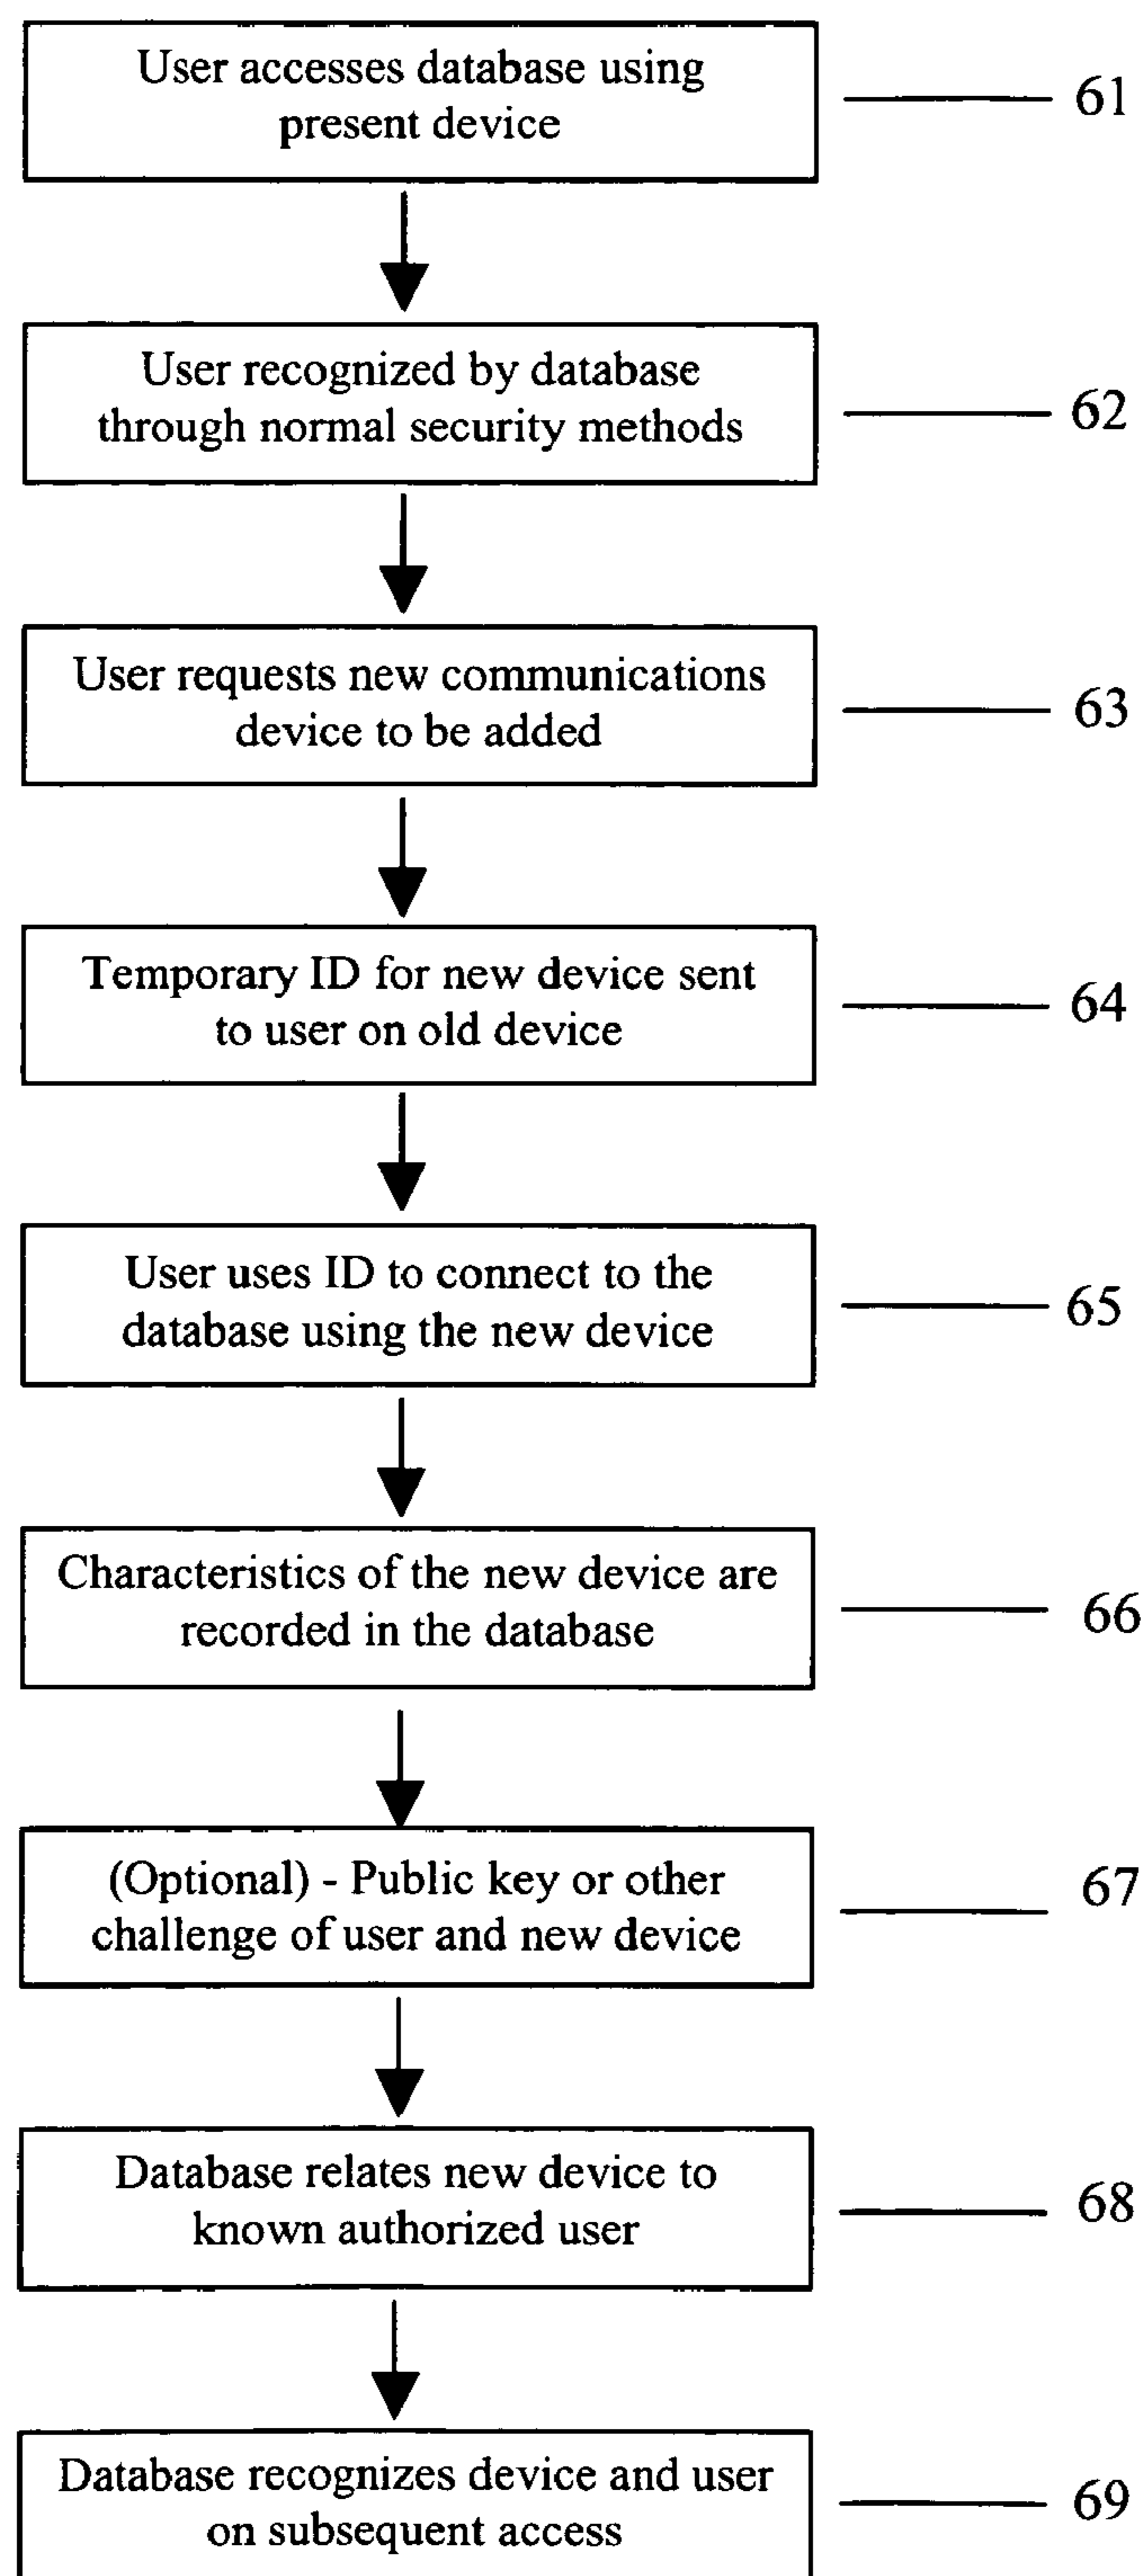 User accesses database using
present device
61
User recognized by database
through normal security methods
62
User requests new communications
device to be added
63
Temporary ID for new device sent
to user on old device
64
User uses ID to connect to the
database using the new device
65
Characteristics of the new device are
recorded in the database
66
(Optional) - Public key or other
challenge of user and new device
67
Database relates new device to
known authorized user
68
Database recognizes device and user
on subsequent access
69